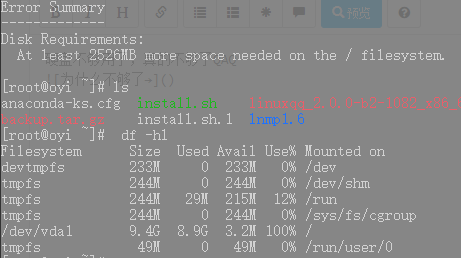 Error Summary
-------------
Disk Requirements:
At least 2526MB more space needed on the / filesystem.
[root@oyi ~]# ls
anaconda-ks.cfg install.sh
install.sh.1 lnmp1.6
[root@oyi ~]# df -hl
Filesystem Size Used Avail Use% Mounted on
devtmpfs 233M 0 233M 0% /dev
tmpfs 244M 0 244M 0% /dev/shm
tmpfs 244M 29M 215M 12% /run
tmpfs 244M 0 244M 0% /sys/fs/cgroup
/dev/vda1 9.4G 8.9G 3.2M 100% /
tmpfs 49M 0 49M 0% /run/user/0
B H 预览